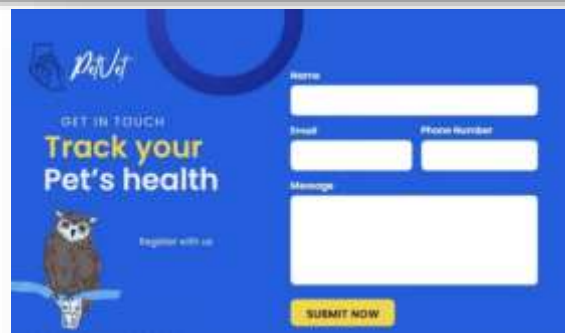 PetVet
GET IN TOUCH
Track your
Pet's health
Register with us
Name
Email
Phone Number
Message
SUBMIT NOW